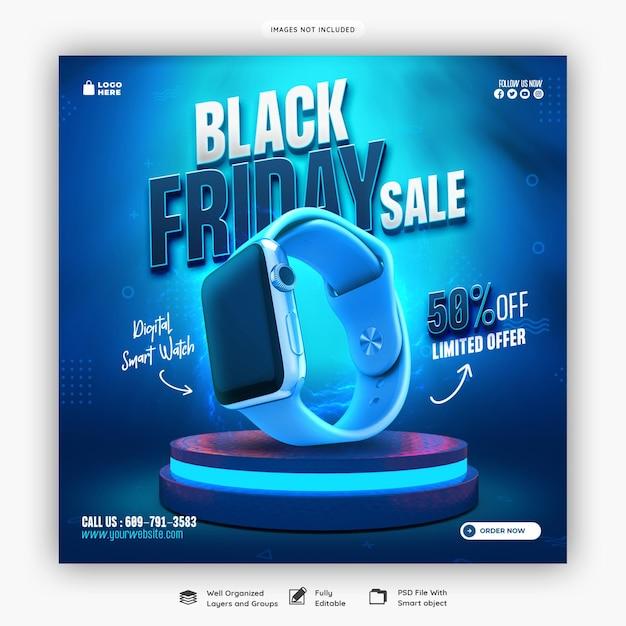 IMAGES NOT INCLUDED
LOGO
HERE
FOLLOW US NOW
BLACK
FRIDAY
SALE
Digital
Smart Watch
50%OFF
LIMITED OFFER
CALL US : 609-791-3583
www.yourwebsite.com
ORDER NOW
Well Organized
Layers and Groups
Fully
Editable
PSD File With
Smart object